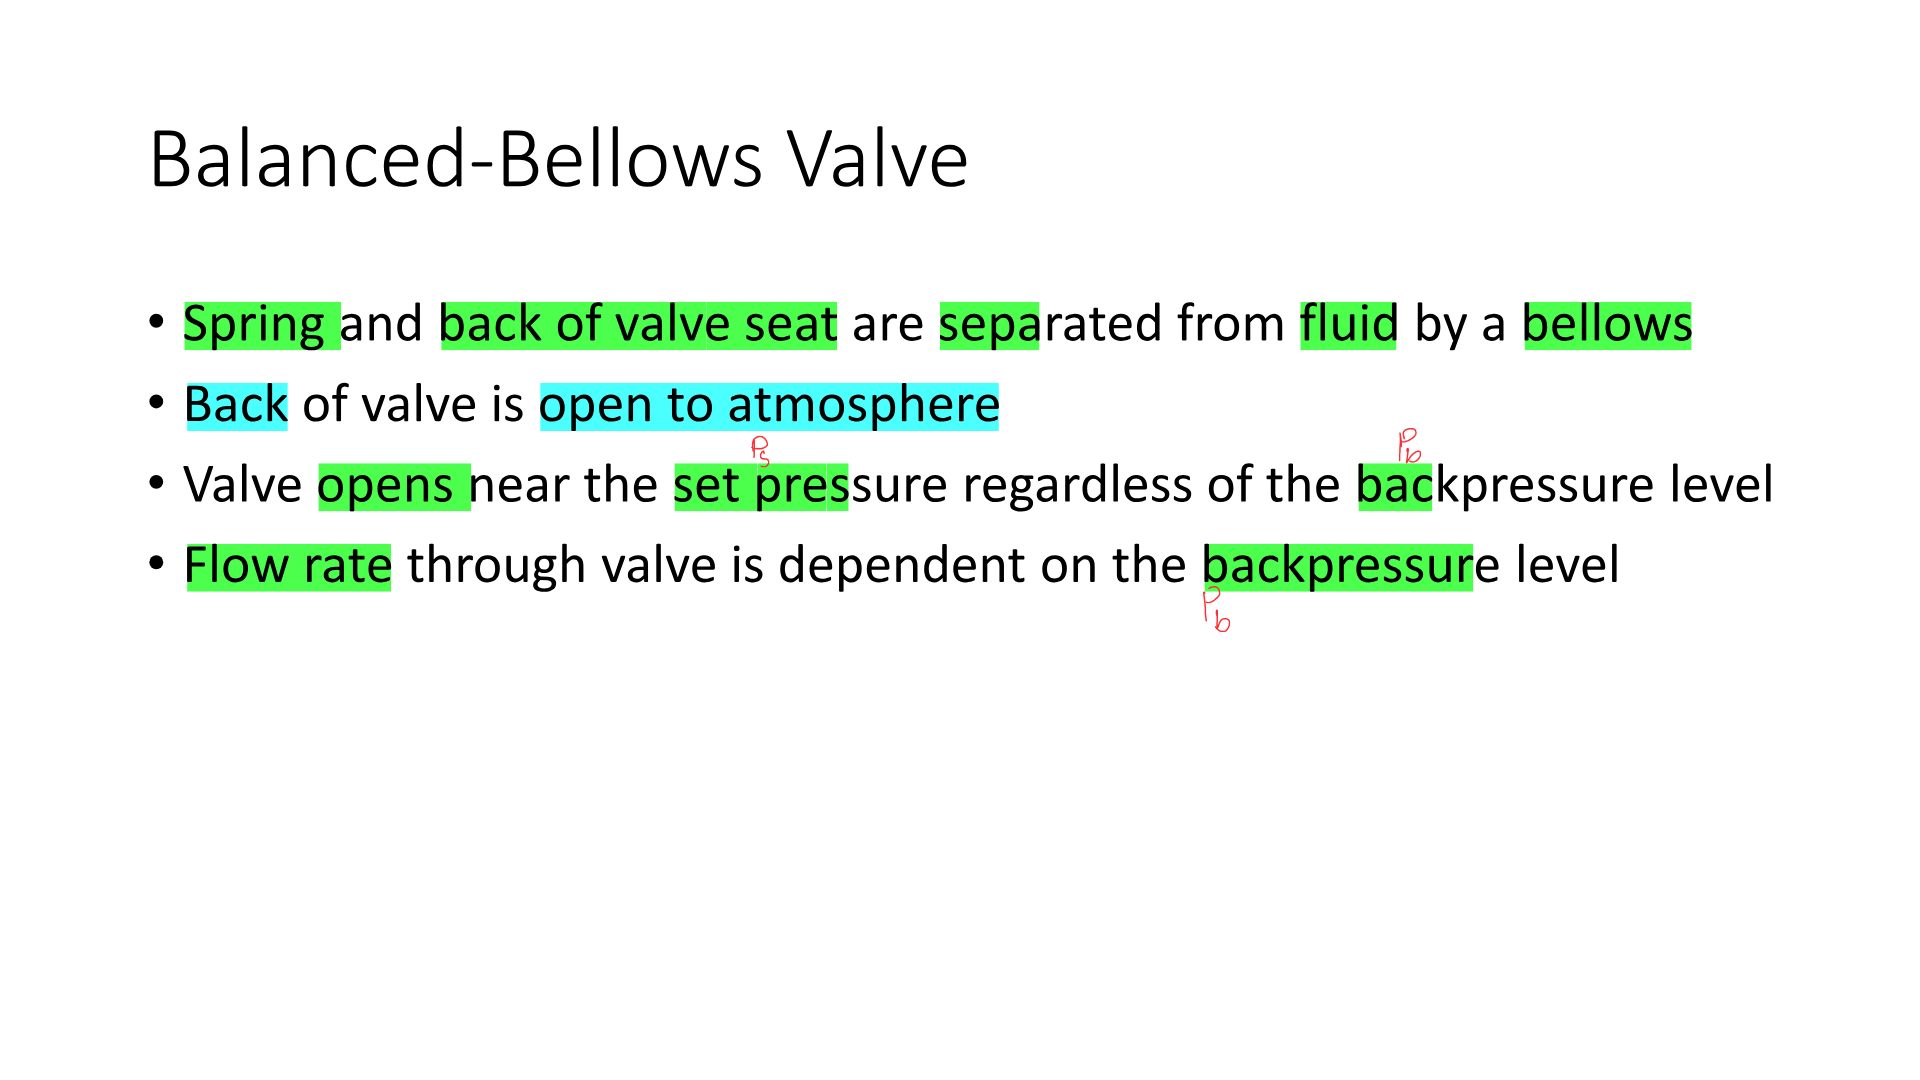 Balanced-Bellows Valve
• Spring and back of valve seat are separated from fluid by a bellows
• Back of valve is open to atmosphere
Ps Pb
• Valve opens near the set pressure regardless of the backpressure level
• Flow rate through valve is dependent on the backpressure level
Pb